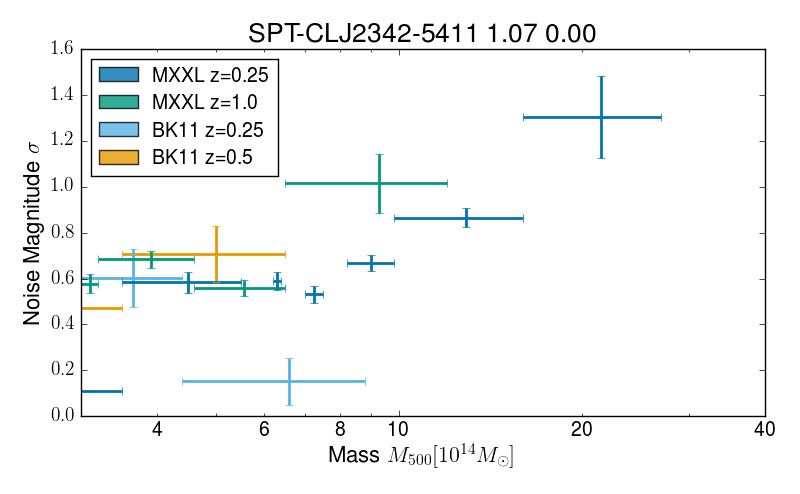 SPT-CLJ2342-5411 1.07 0.00
1.6
1.4
1.2
1.0
0.8
0.6
0.4
0.2
0.0
Noise Magnitude σ
MXXL z=0.25
MXXL z=1.0
BK11 z=0.25
BK11 z=0.5
4 6 8 10 20 40
Mass M₅₀₀[10¹⁴M☉]